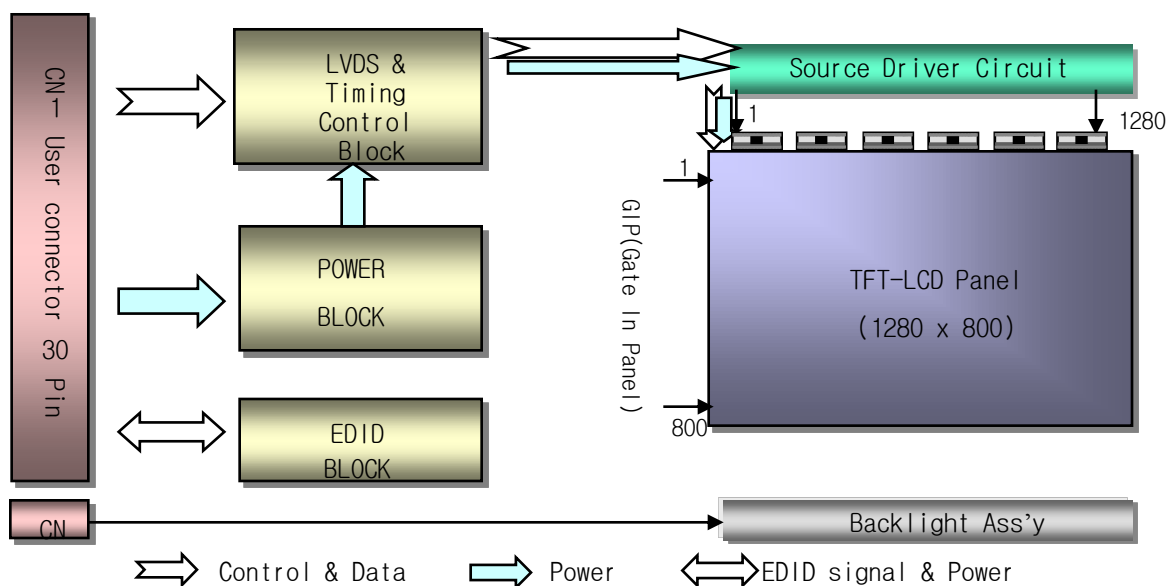 CN-1 User connector 30 Pin
LVDS &
Timing
Control
Block
Source Driver Circuit
1
1280
1
GIP(Gate In Panel)
800
POWER
BLOCK
TFT-LCD Panel
(1280 x 800)
EDID
BLOCK
CN
Backlight Ass'y
Control & Data
Power
EDID signal & Power